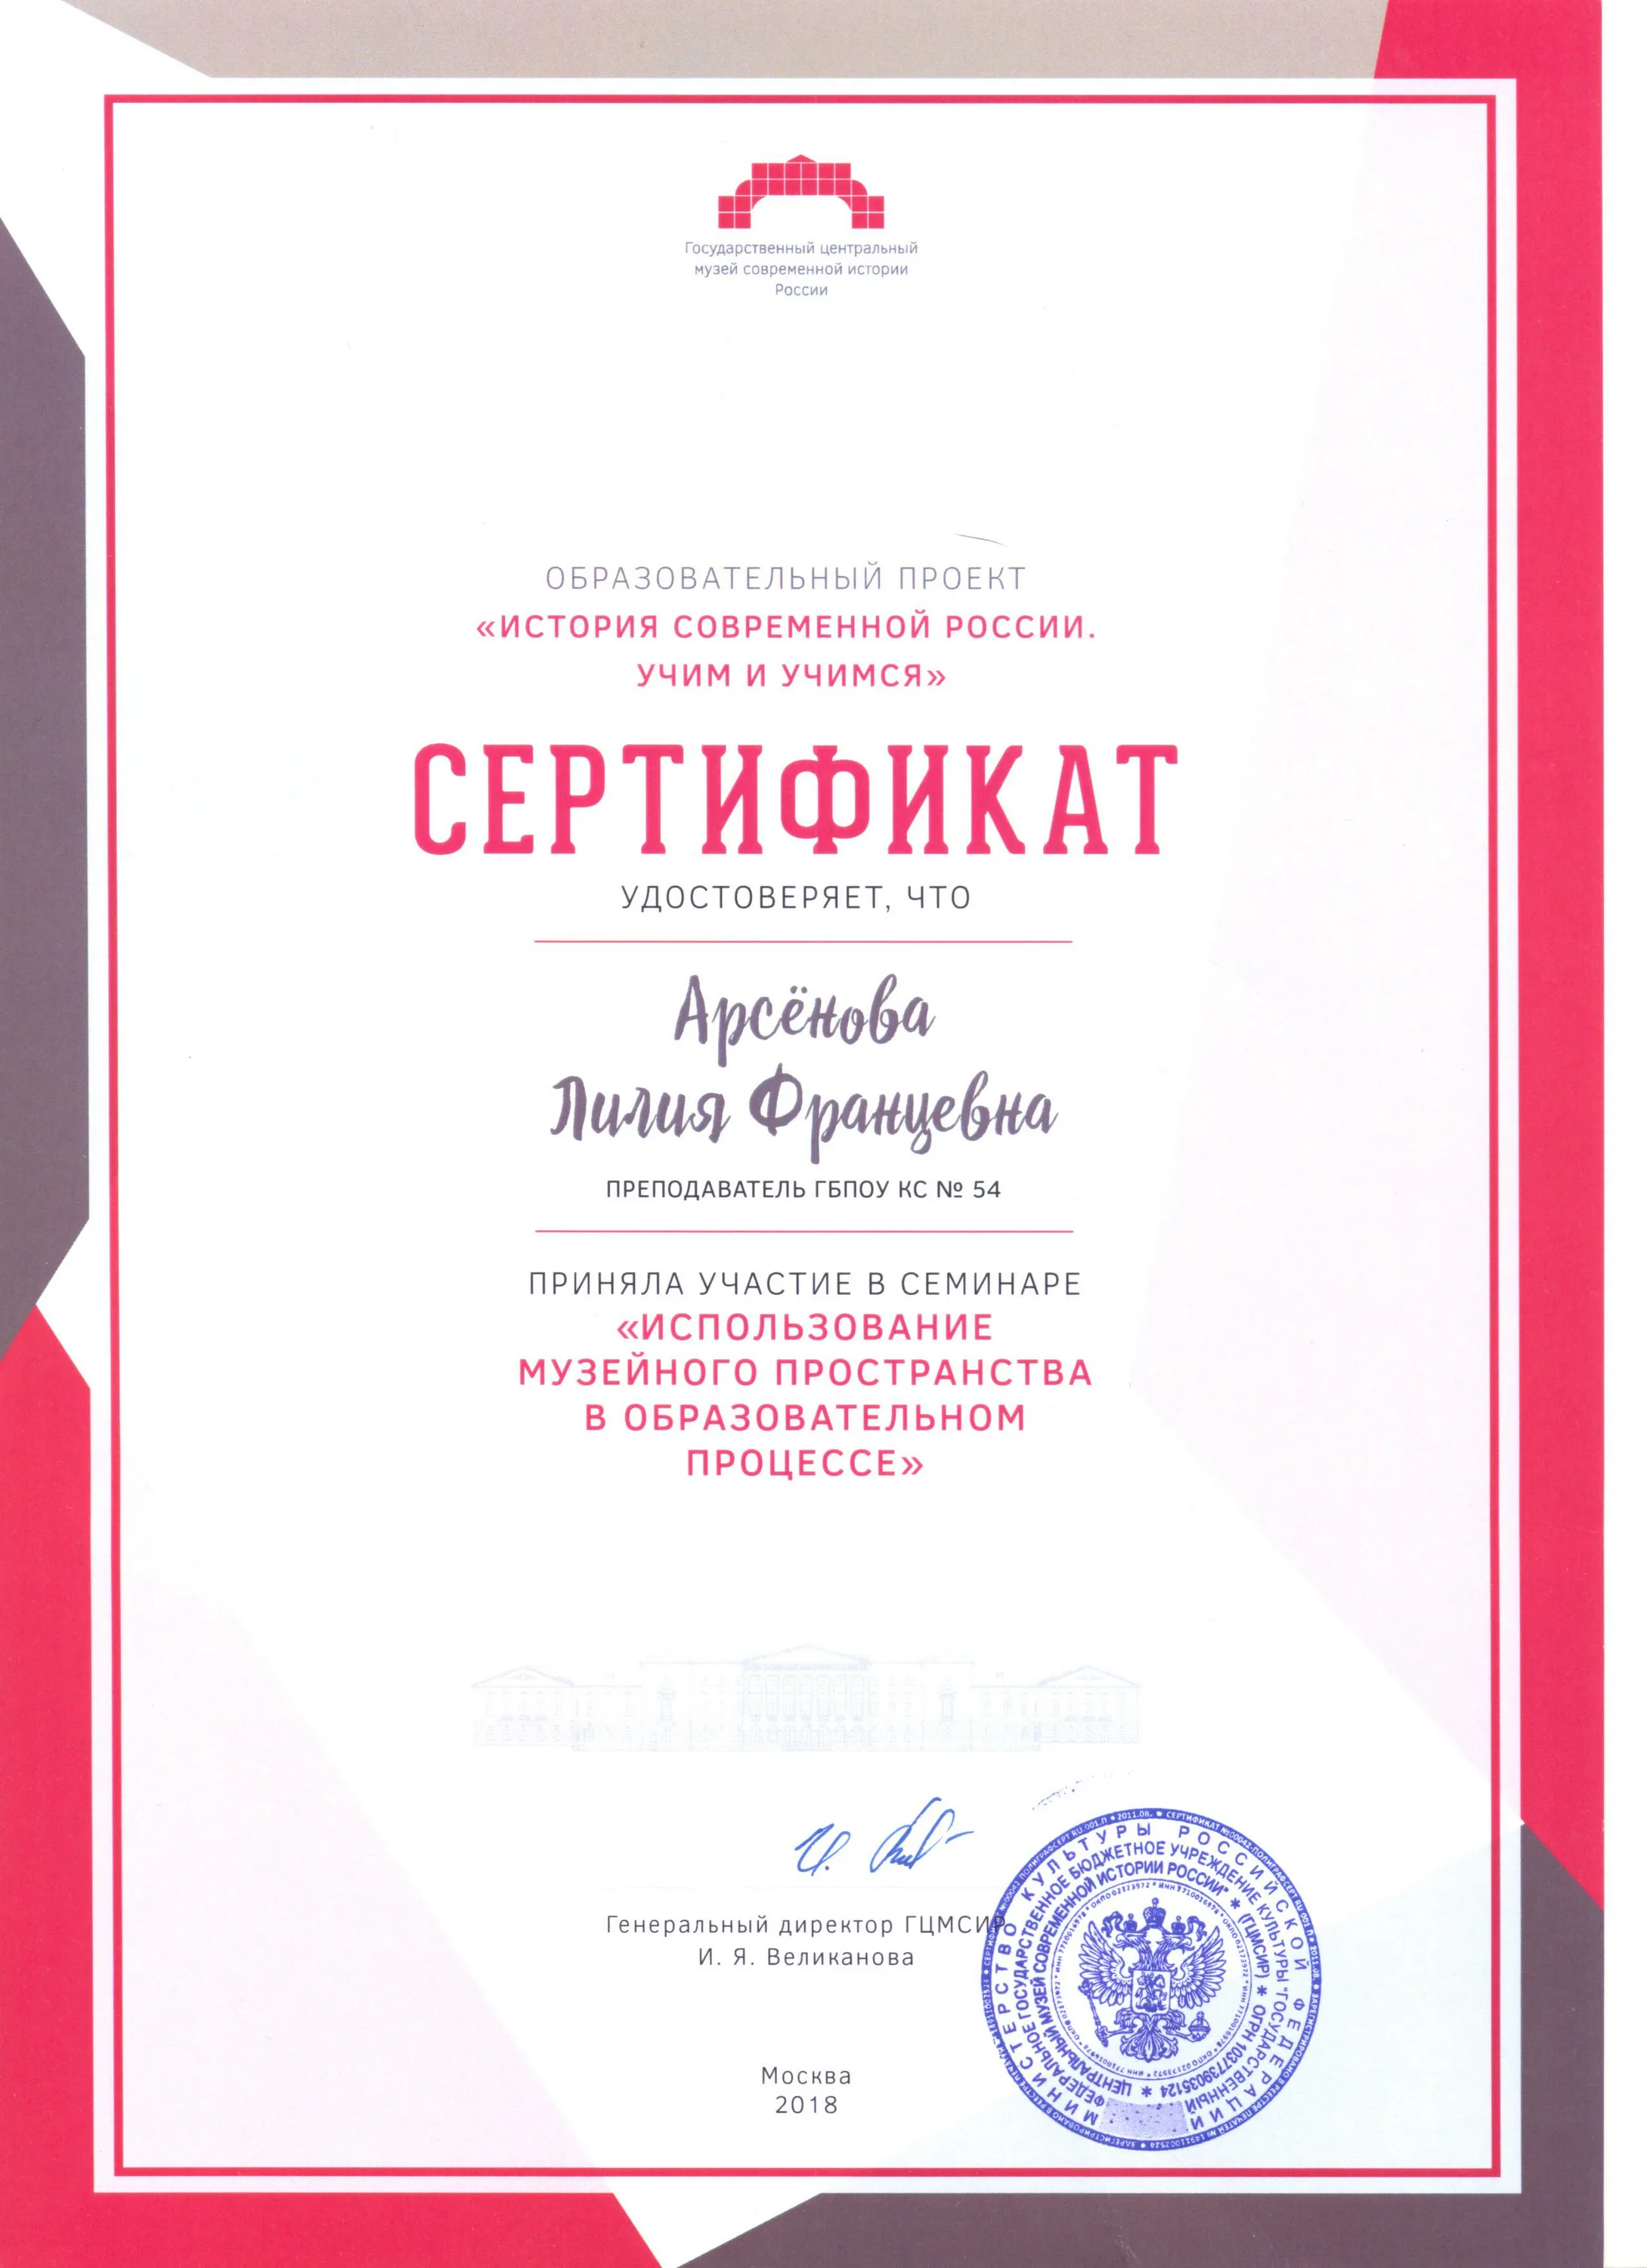 Государственный центральный
музей современной истории
России
ОБРАЗОВАТЕЛЬНЫЙ ПРОЕКТ
«ИСТОРИЯ СОВРЕМЕННОЙ РОССИИ.
УЧИМ И УЧИМСЯ»
СЕРТИФИКАТ
УДОСТОВЕРЯЕТ, ЧТО
Арсёнова
Лилия Францевна
ПРЕПОДАВАТЕЛЬ ГБПОУ КС № 54
ПРИНЯЛА УЧАСТИЕ В СЕМИНАРЕ
«ИСПОЛЬЗОВАНИЕ
МУЗЕЙНОГО ПРОСТРАНСТВА
В ОБРАЗОВАТЕЛЬНОМ
ПРОЦЕССЕ»
Генеральный директор ГЦМСИР
И. Я. Великанова
Москва
2018
МИНИСТЕРСТВО КУЛЬТУРЫ РОССИЙСКОЙ ФЕДЕРАЦИИ
ФЕДЕРАЛЬНОЕ ГОСУДАРСТВЕННОЕ БЮДЖЕТНОЕ УЧРЕЖДЕНИЕ КУЛЬТУРЫ "ГОСУДАРСТВЕННЫЙ
ЦЕНТРАЛЬНЫЙ МУЗЕЙ СОВРЕМЕННОЙ ИСТОРИИ РОССИИ" * (ГЦМСИР) * ОГРН 1037739035124 *